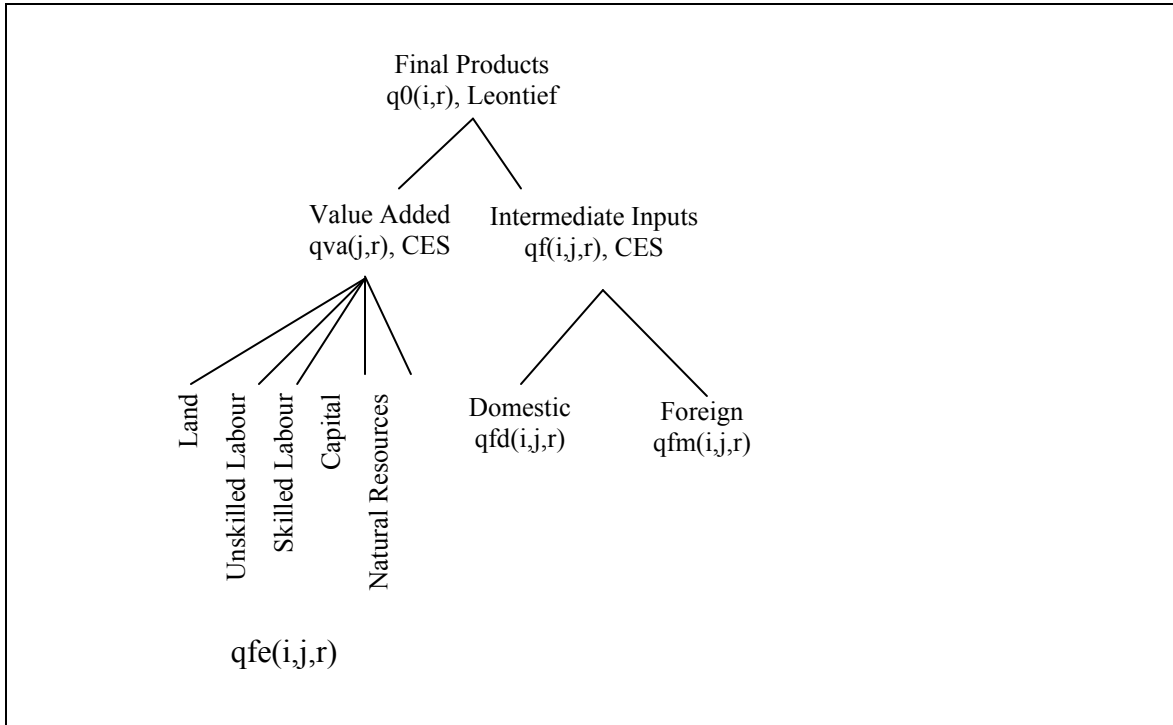 Final Products
q0(i,r), Leontief
Value Added
qva(j,r), CES
Intermediate Inputs
qf(i,j,r), CES
Land
Unskilled Labour
Skilled Labour
Capital
Natural Resources
Domestic
qfd(i,j,r)
Foreign
qfm(i,j,r)
qfe(i,j,r)